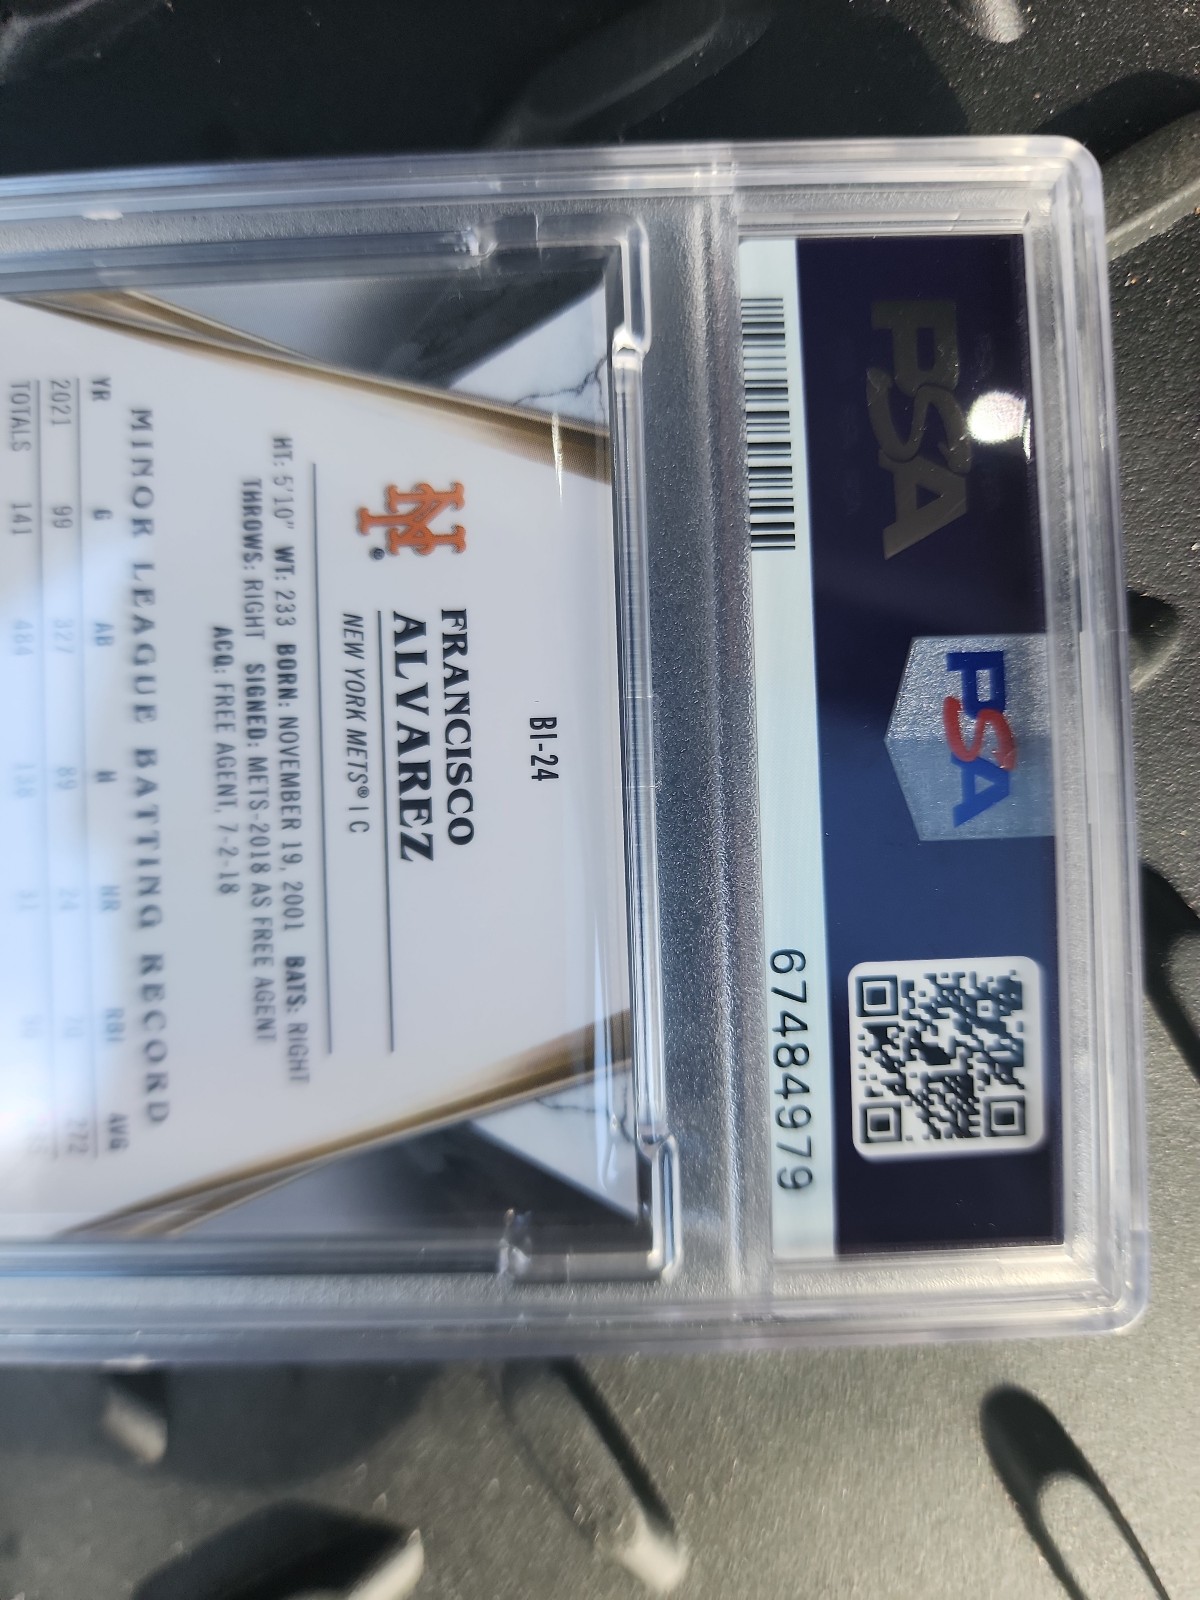 PSA
PSA
67484979
BI-24
FRANCISCO
ALVAREZ
NEW YORK METS® | C
HT: 5'10" WT: 233 BORN: NOVEMBER 19, 2001 BATS: RIGHT
THROWS: RIGHT SIGNED: METS-2018 AS FREE AGENT
ACQ: FREE AGENT, 7-2-18
MINOR LEAGUE BATTING RECORD
YR G AB H HR RBI AVG
2021 99 327 89 24 70 .272
TOTALS 141 484